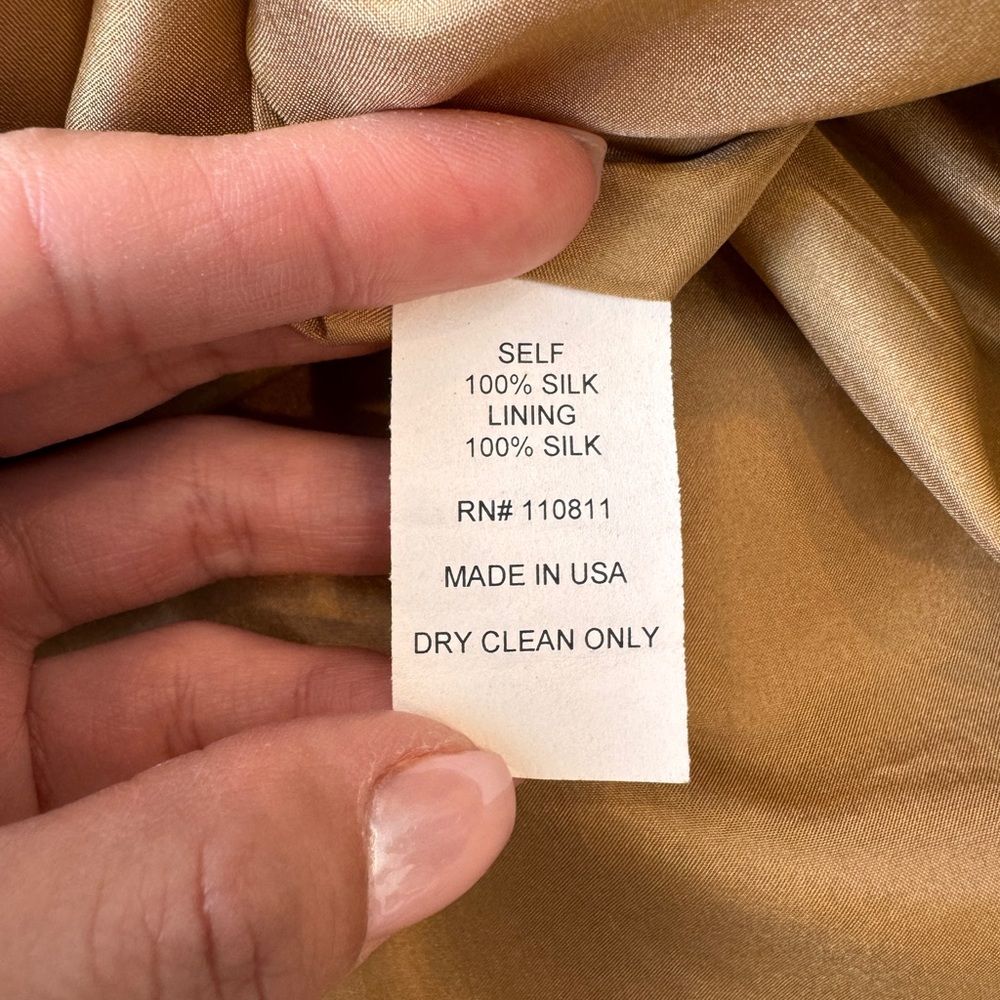 SELF
100% SILK
LINING
100% SILK
RN# 110811
MADE IN USA
DRY CLEAN ONLY